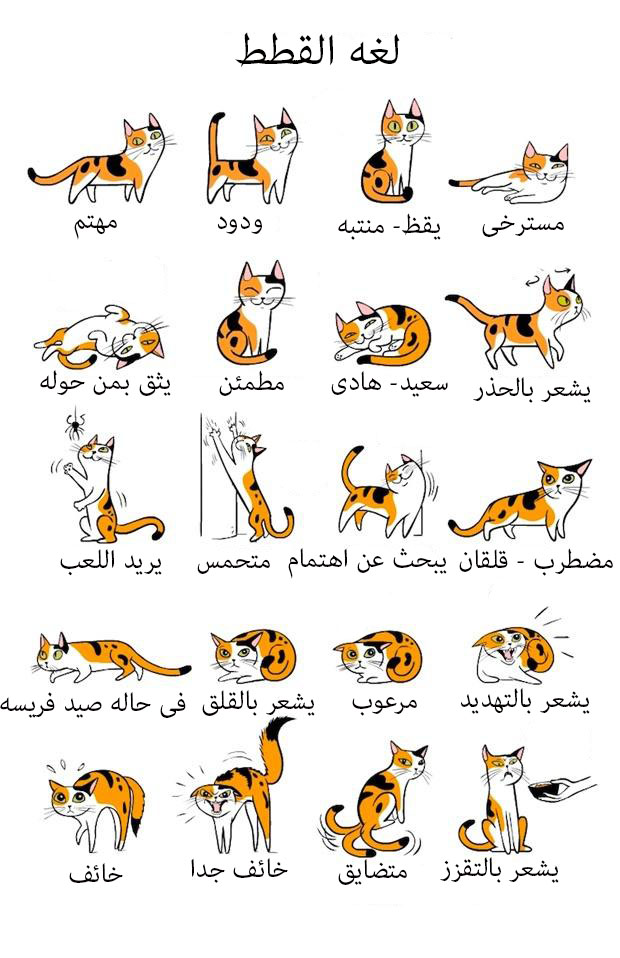 لغه القطط
مسترخى
يقظ- منتبه
ودود
مهتم
يشعر بالحذر
سعيد- هادى
مطمئن
يثق بمن حوله
مضطرب - قلقان
يبحث عن اهتمام
متحمس
يريد اللعب
يشعر بالتهديد
مرعوب
يشعر بالقلق
فى حاله صيد فريسه
يشعر بالتقزز
متضايق
خائف جدا
خائف